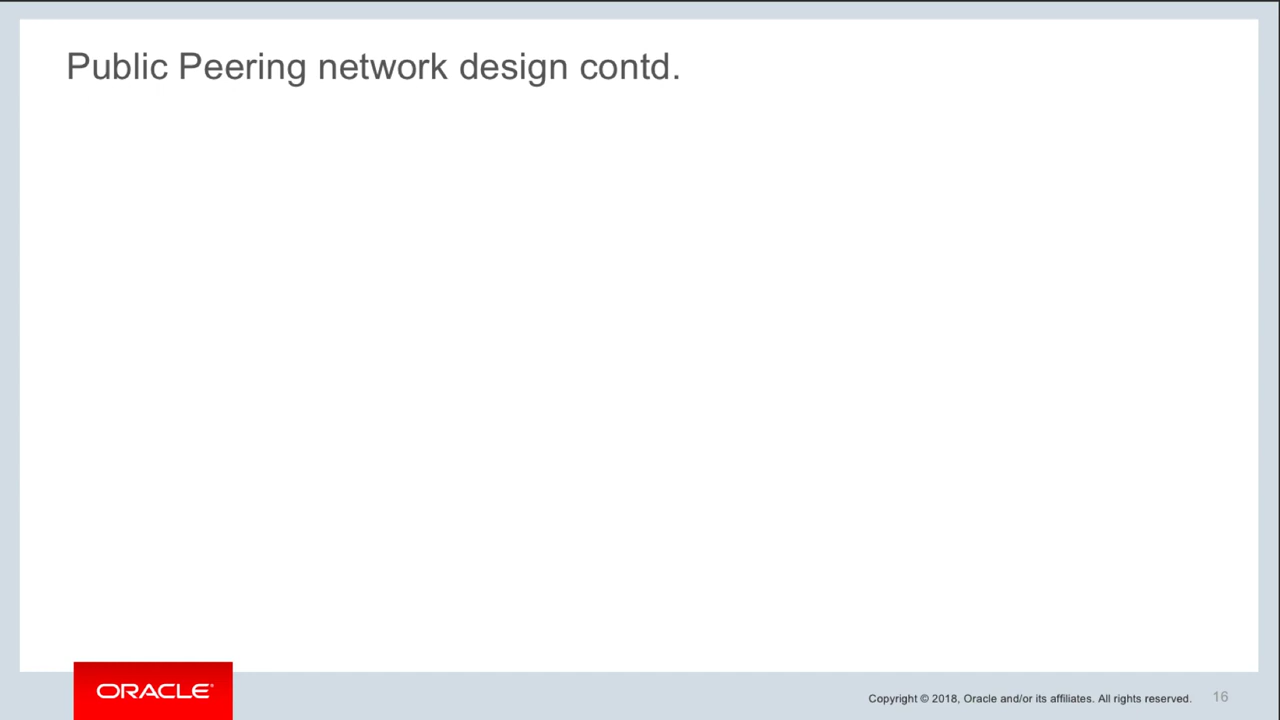 Public Peering network design contd.
ORACLE®
Copyright © 2018, Oracle and/or its affiliates. All rights reserved.
16